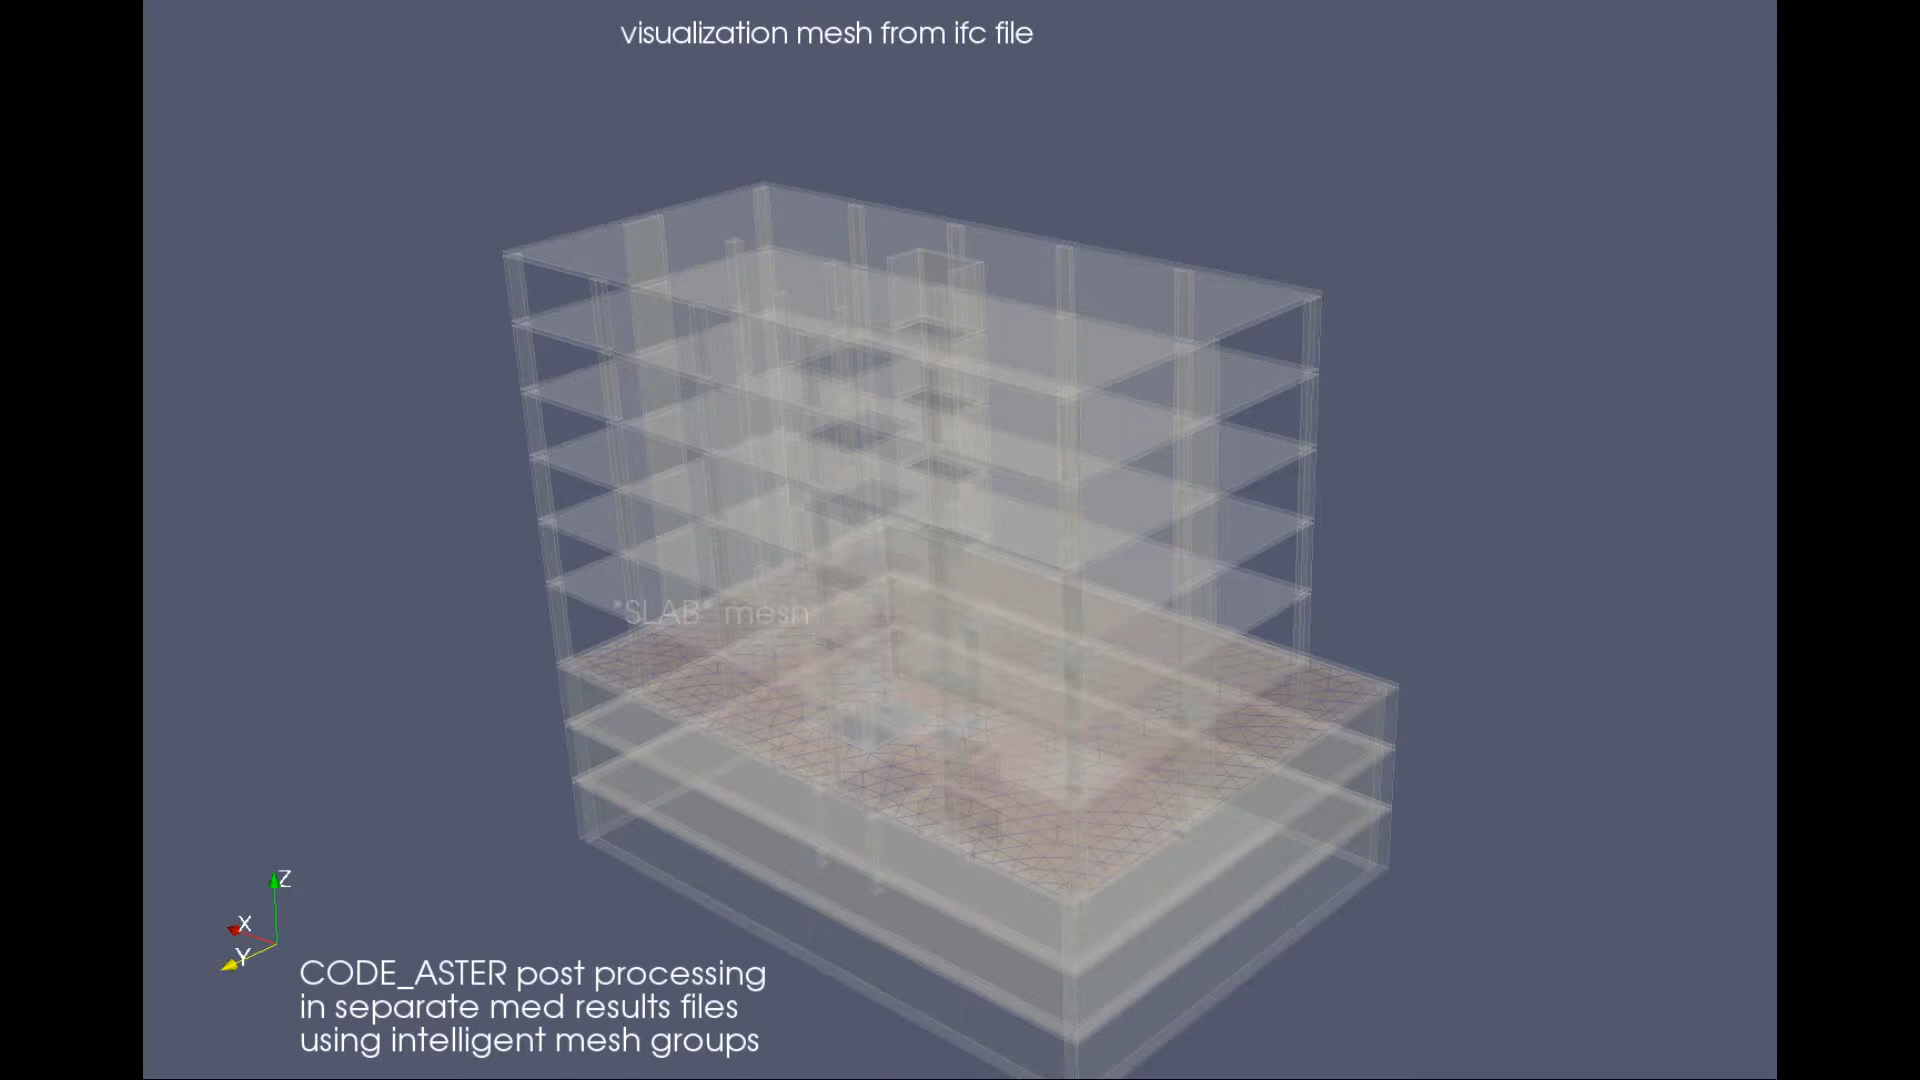 visualization mesh from ifc file
"SLAB" mesh
Z
X
Y
CODE_ASTER post processing
in separate med results files
using intelligent mesh groups